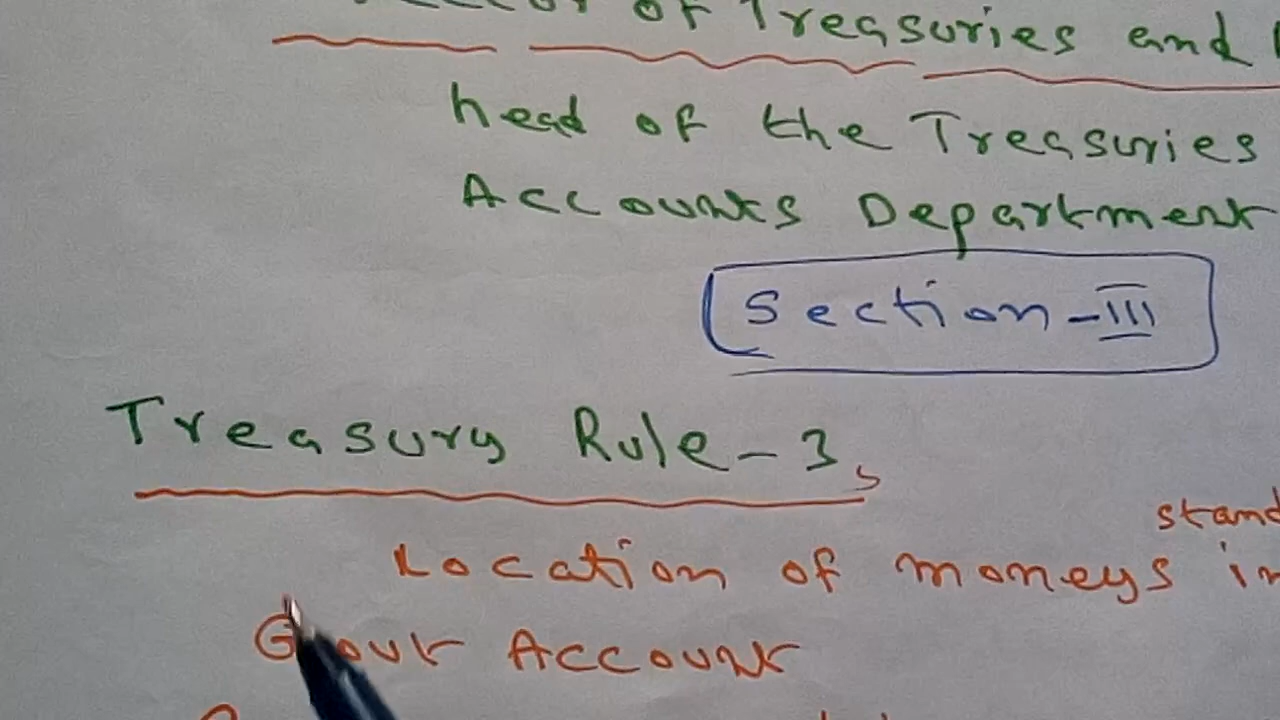 of Treasuries and
head of the Treasuries
Accounts Department
Section-III
Treasury Rule-3
stand
Location of moneys in
Govt Account